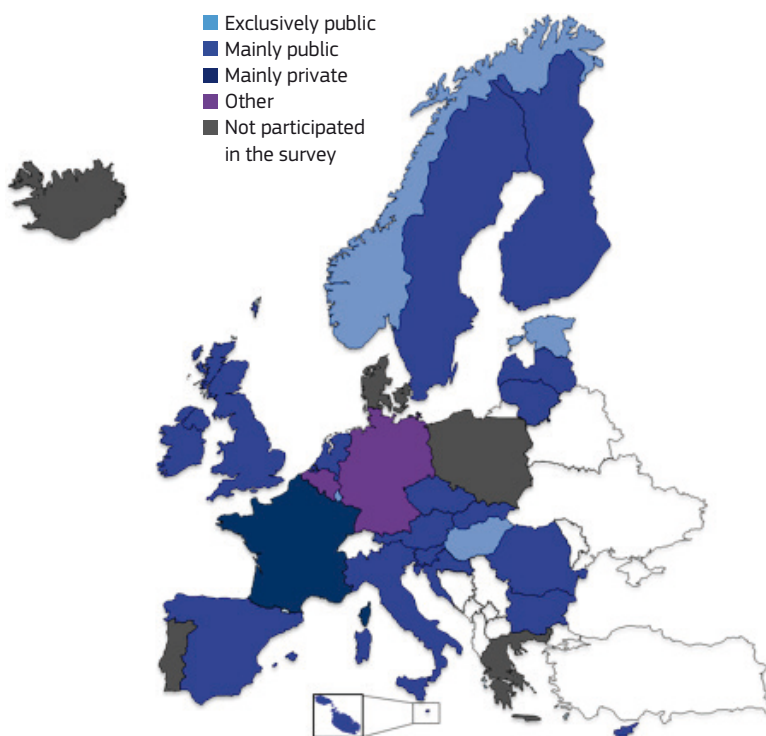 Exclusively public
Mainly public
Mainly private
Other
Not participated
in the survey